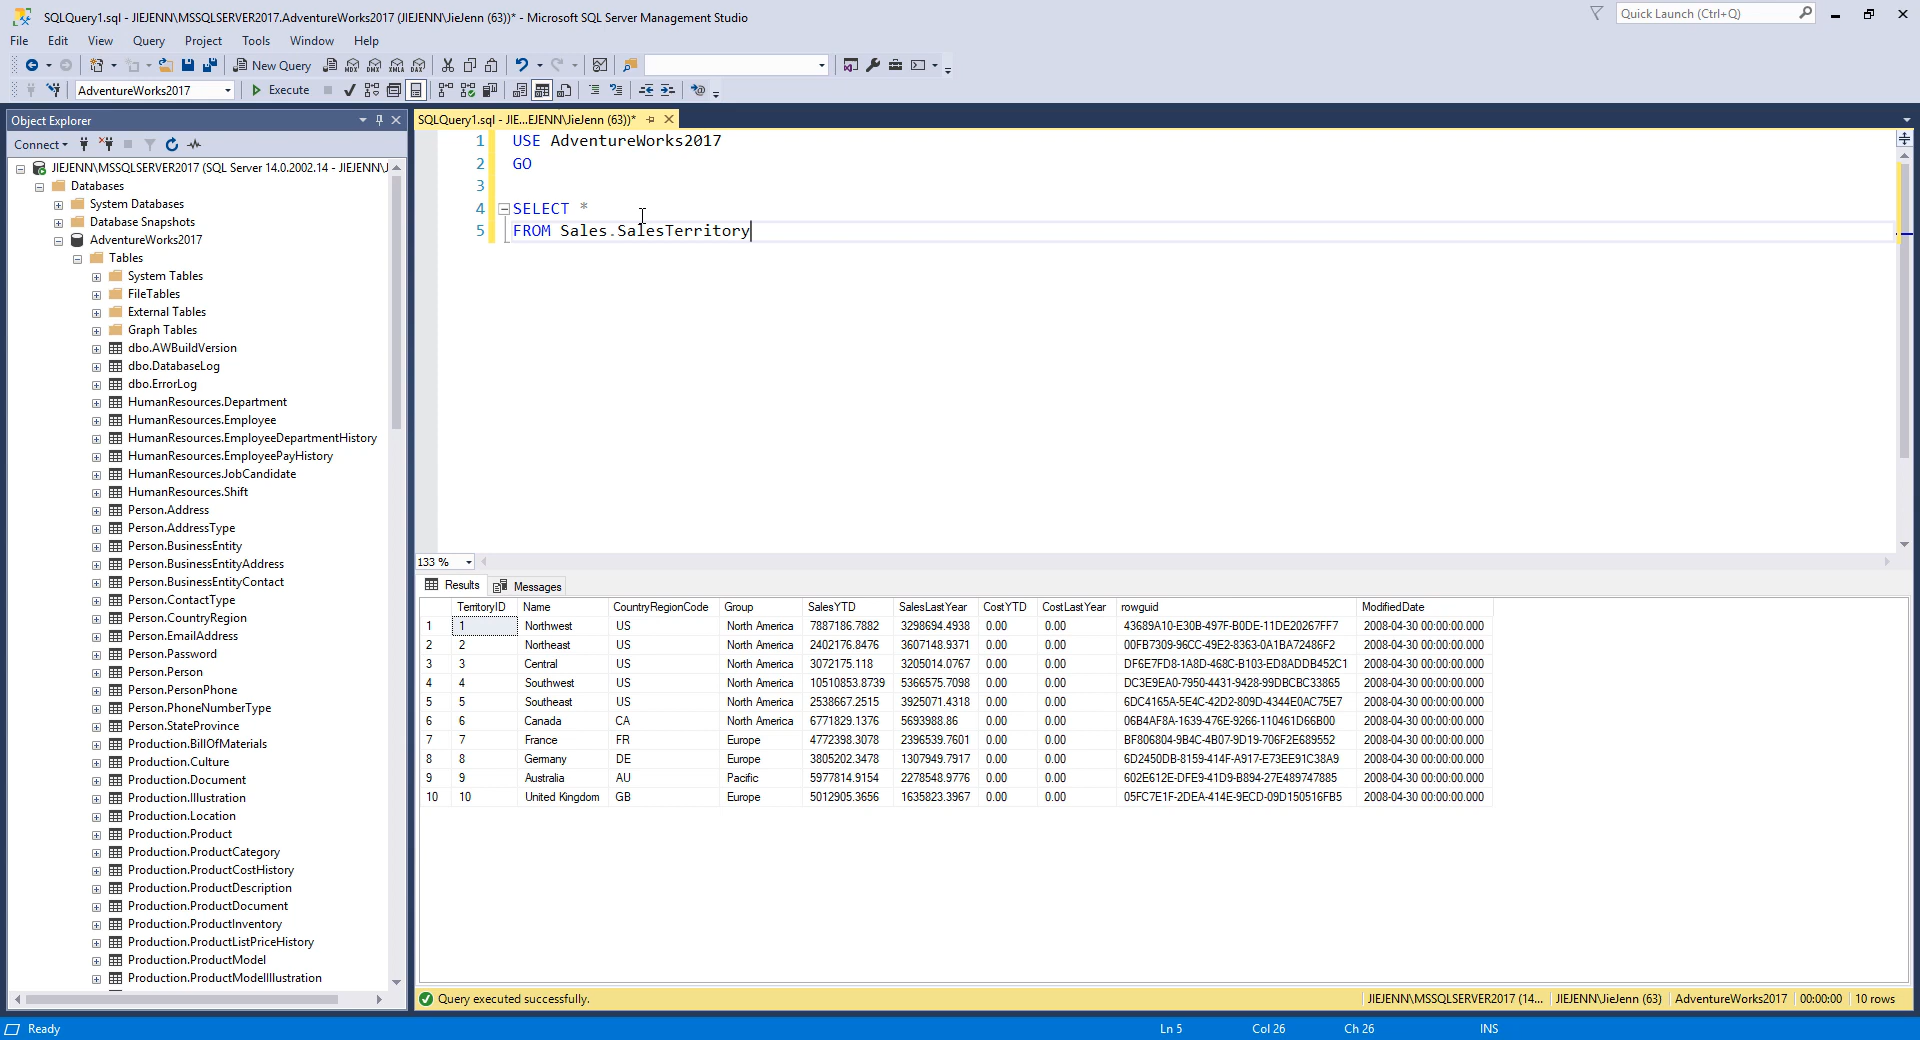 SQLQuery1.sql - JIEJENN\MSSQLSERVER2017.AdventureWorks2017 (JIEJENN\JieJenn (63))* - Microsoft SQL Server Management Studio
Quick Launch (Ctrl+Q)
File Edit View Query Project Tools Window Help
New Query
MDX DMX XMLA DAX
AdventureWorks2017
Execute
Object Explorer
Connect
JIEJENN\MSSQLSERVER2017 (SQL Server 14.0.2002.14 - JIEJENN\J
Databases
System Databases
Database Snapshots
AdventureWorks2017
Tables
System Tables
FileTables
External Tables
Graph Tables
dbo.AWBuildVersion
dbo.DatabaseLog
dbo.ErrorLog
HumanResources.Department
HumanResources.Employee
HumanResources.EmployeeDepartmentHistory
HumanResources.EmployeePayHistory
HumanResources.JobCandidate
HumanResources.Shift
Person.Address
Person.AddressType
Person.BusinessEntity
Person.BusinessEntityAddress
Person.BusinessEntityContact
Person.ContactType
Person.CountryRegion
Person.EmailAddress
Person.Password
Person.Person
Person.PersonPhone
Person.PhoneNumberType
Person.StateProvince
Production.BillOfMaterials
Production.Culture
Production.Document
Production.Illustration
Production.Location
Production.Product
Production.ProductCategory
Production.ProductCostHistory
Production.ProductDescription
Production.ProductDocument
Production.ProductInventory
Production.ProductListPriceHistory
Production.ProductModel
Production.ProductModelIllustration
SQLQuery1.sql - JIE...EJENN\JieJenn (63))*
1 USE AdventureWorks2017
2 GO
3
4 SELECT *
5 FROM Sales.SalesTerritory
133 %
Results Messages
TerritoryID Name CountryRegionCode Group SalesYTD SalesLastYear CostYTD CostLastYear rowguid ModifiedDate
1 1 Northwest US North America 7887186.7882 3298694.4938 0.00 0.00 43689A10-E30B-497F-B0DE-11DE20267FF7 2008-04-30 00:00:00.000
2 2 Northeast US North America 2402176.8476 3607148.9371 0.00 0.00 00FB7309-96CC-49E2-8363-0A1BA72486F2 2008-04-30 00:00:00.000
3 3 Central US North America 3072175.118 3205014.0767 0.00 0.00 DF6E7FD8-1A8D-468C-B103-ED8ADDB452C1 2008-04-30 00:00:00.000
4 4 Southwest US North America 10510853.8739 5366575.7098 0.00 0.00 DC3E9EA0-7950-4431-9428-99DBCBC33865 2008-04-30 00:00:00.000
5 5 Southeast US North America 2538667.2515 3925071.4318 0.00 0.00 6DC4165A-5E4C-42D2-809D-4344E0AC75E7 2008-04-30 00:00:00.000
6 6 Canada CA North America 6771829.1376 5693988.86 0.00 0.00 06B4AF8A-1639-476E-9266-110461D66B00 2008-04-30 00:00:00.000
7 7 France FR Europe 4772398.3078 2396539.7601 0.00 0.00 BF806804-9B4C-4B07-9D19-706F2E689552 2008-04-30 00:00:00.000
8 8 Germany DE Europe 3805202.3478 1307949.7917 0.00 0.00 6D2450DB-8159-414F-A917-E73EE91C38A9 2008-04-30 00:00:00.000
9 9 Australia AU Pacific 5977814.9154 2278548.9776 0.00 0.00 602E612E-DFE9-41D9-B894-27E489747885 2008-04-30 00:00:00.000
10 10 United Kingdom GB Europe 5012905.3656 1635823.3967 0.00 0.00 05FC7E1F-2DEA-414E-9ECD-09D150516FB5 2008-04-30 00:00:00.000
Query executed successfully.
JIEJENN\MSSQLSERVER2017 (14... JIEJENN\JieJenn (63) AdventureWorks2017 00:00:00 10 rows
Ready Ln 5 Col 26 Ch 26 INS